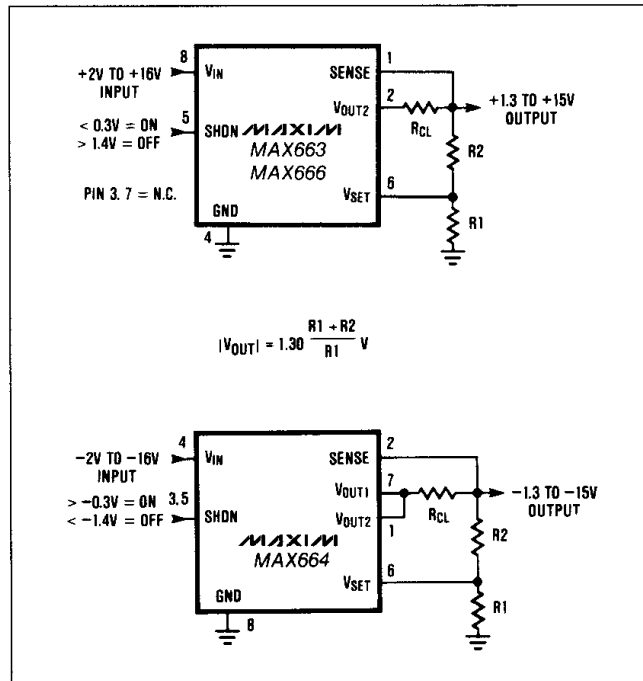 8
1
+2V TO +16V
INPUT
VIN
SENSE
2
VOUT2
RCL
+1.3 TO +15V
OUTPUT
5
< 0.3V = ON
> 1.4V = OFF
SHDN
MAXIM
MAX663
MAX666
R2
PIN 3. 7 = N.C.
6
VSET
GND
R1
4
|VOUT| = 1.30 R1 + R2 / R1 V
4
2
-2V TO -16V
INPUT
VIN
SENSE
7
VOUT1
RCL
-1.3 TO -15V
OUTPUT
> -0.3V = ON
< -1.4V = OFF
3.5
SHDN
VOUT2
1
R2
MAXIM
MAX664
6
VSET
GND
R1
8